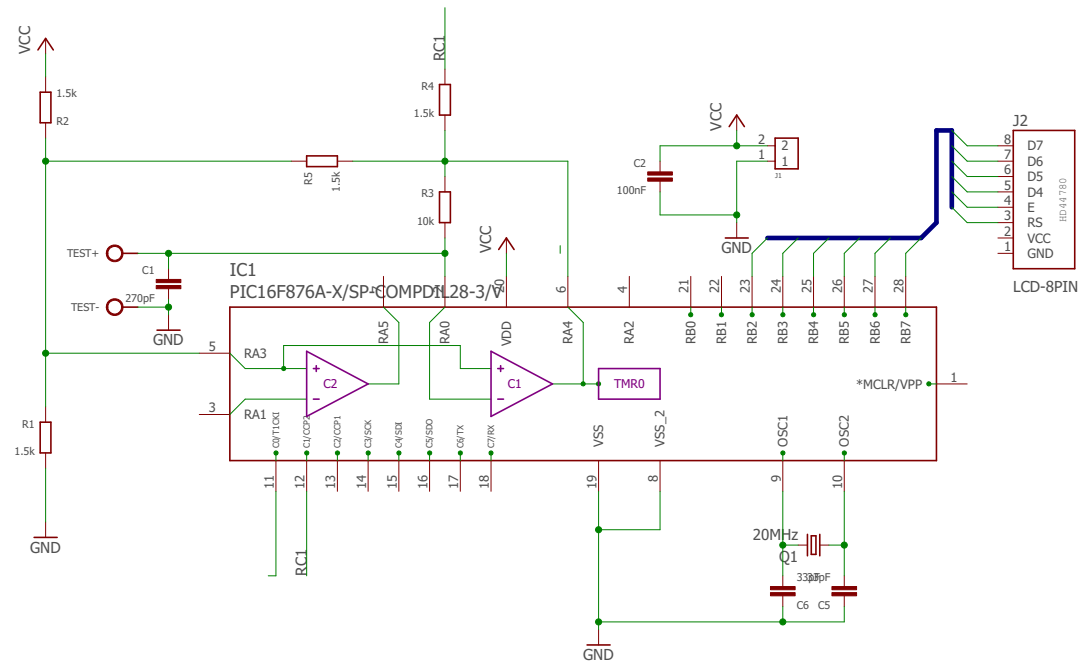 VCC
1.5k
R2
RC1
R4
1.5k
R5
1.5k
R3
10k
VCC
C2
100nF
2
1
2
1
J1
GND
J2
8
7
6
5
4
3
2
1
D7
D6
D5
D4
E
RS
VCC
GND
HD44780
LCD-8PIN
TEST+
TEST-
C1
270pF
GND
VCC
IC1
PIC16F876A-X/SP-COMPDIL28-3/V
20
6
4
21
22
23
24
25
26
27
28
RA5
RA0
VDD
RA4
RA2
RB0
RB1
RB2
RB3
RB4
RB5
RB6
RB7
5
RA3
3
RA1
+
-
C2
+
-
C1
TMR0
*MCLR/VPP
1
C0/T1CKI
C1/CCP2
C2/CCP1
C3/SCK
C4/SDI
C5/SDO
C6/TX
C7/RX
VSS
VSS_2
OSC1
OSC2
11
12
13
14
15
16
17
18
19
8
9
10
R1
1.5k
GND
RC1
20MHz
Q1
33pF
33pF
C6
C5
GND